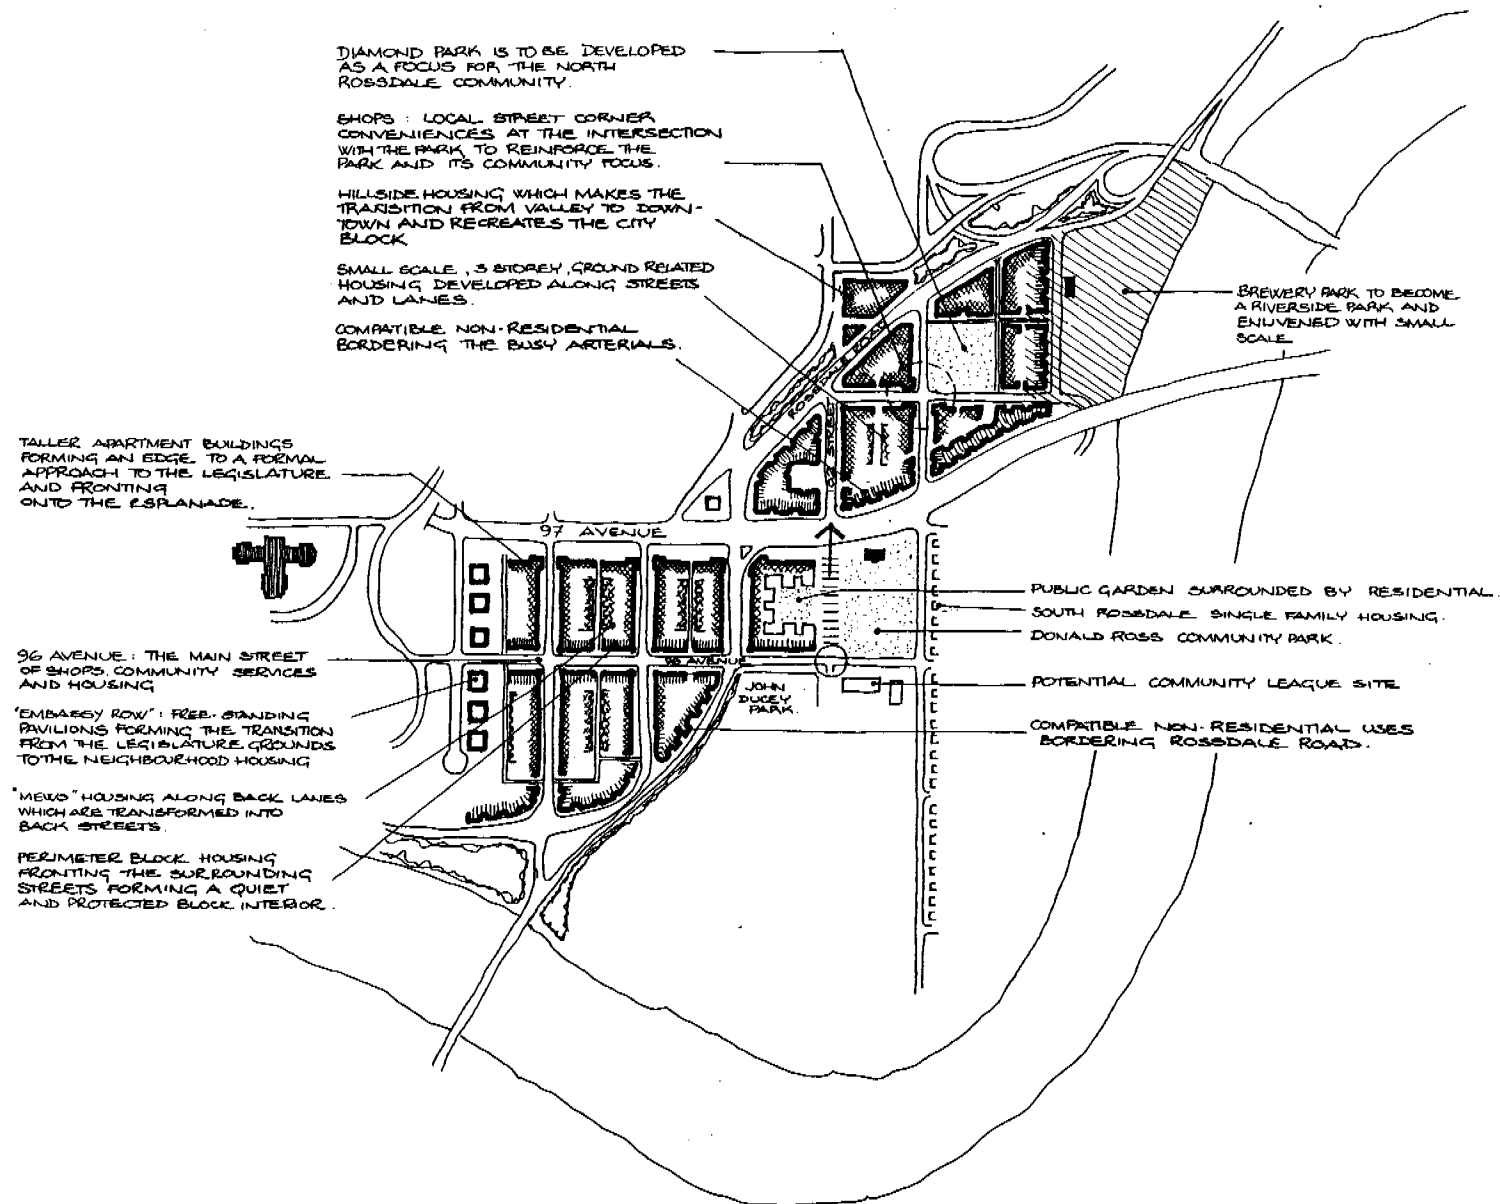 DIAMOND PARK IS TO BE DEVELOPED
AS A FOCUS FOR THE NORTH
ROSSDALE COMMUNITY.
SHOPS : LOCAL STREET CORNER
CONVENIENCES AT THE INTERSECTION
WITH THE PARK TO REINFORCE THE
PARK AND ITS COMMUNITY FOCUS.
HILLSIDE HOUSING WHICH MAKES THE
TRANSITION FROM VALLEY TO DOWN-
TOWN AND RECREATES THE CITY
BLOCK
SMALL SCALE, 3 STOREY, GROUND RELATED
HOUSING DEVELOPED ALONG STREETS
AND LANES.
COMPATIBLE NON-RESIDENTIAL
BORDERING THE BUSY ARTERIALS.
BREWERY PARK TO BECOME
A RIVERSIDE PARK AND
ENLIVENED WITH SMALL
SCALE
ROSSDALE ROAD
STREET
TALLER APARTMENT BUILDINGS
FORMING AN EDGE TO A FORMAL
APPROACH TO THE LEGISLATURE
AND FRONTING
ONTO THE ESPLANADE.
97 AVENUE
PUBLIC GARDEN SURROUNDED BY RESIDENTIAL.
SOUTH ROSSDALE SINGLE FAMILY HOUSING.
DONALD ROSS COMMUNITY PARK.
96 AVENUE : THE MAIN STREET
OF SHOPS, COMMUNITY SERVICES
AND HOUSING
96 AVENUE
JOHN
DUCEY
PARK.
POTENTIAL COMMUNITY LEAGUE SITE
"EMBASSY ROW" : FREE-STANDING
PAVILIONS FORMING THE TRANSITION
FROM THE LEGISLATURE GROUNDS
TO THE NEIGHBOURHOOD HOUSING
COMPATIBLE NON-RESIDENTIAL USES
BORDERING ROSSDALE ROAD.
"MEWS" HOUSING ALONG BACK LANES
WHICH ARE TRANSFORMED INTO
BACK STREETS.
PERIMETER BLOCK HOUSING
FRONTING THE SURROUNDING
STREETS FORMING A QUIET
AND PROTECTED BLOCK INTERIOR.